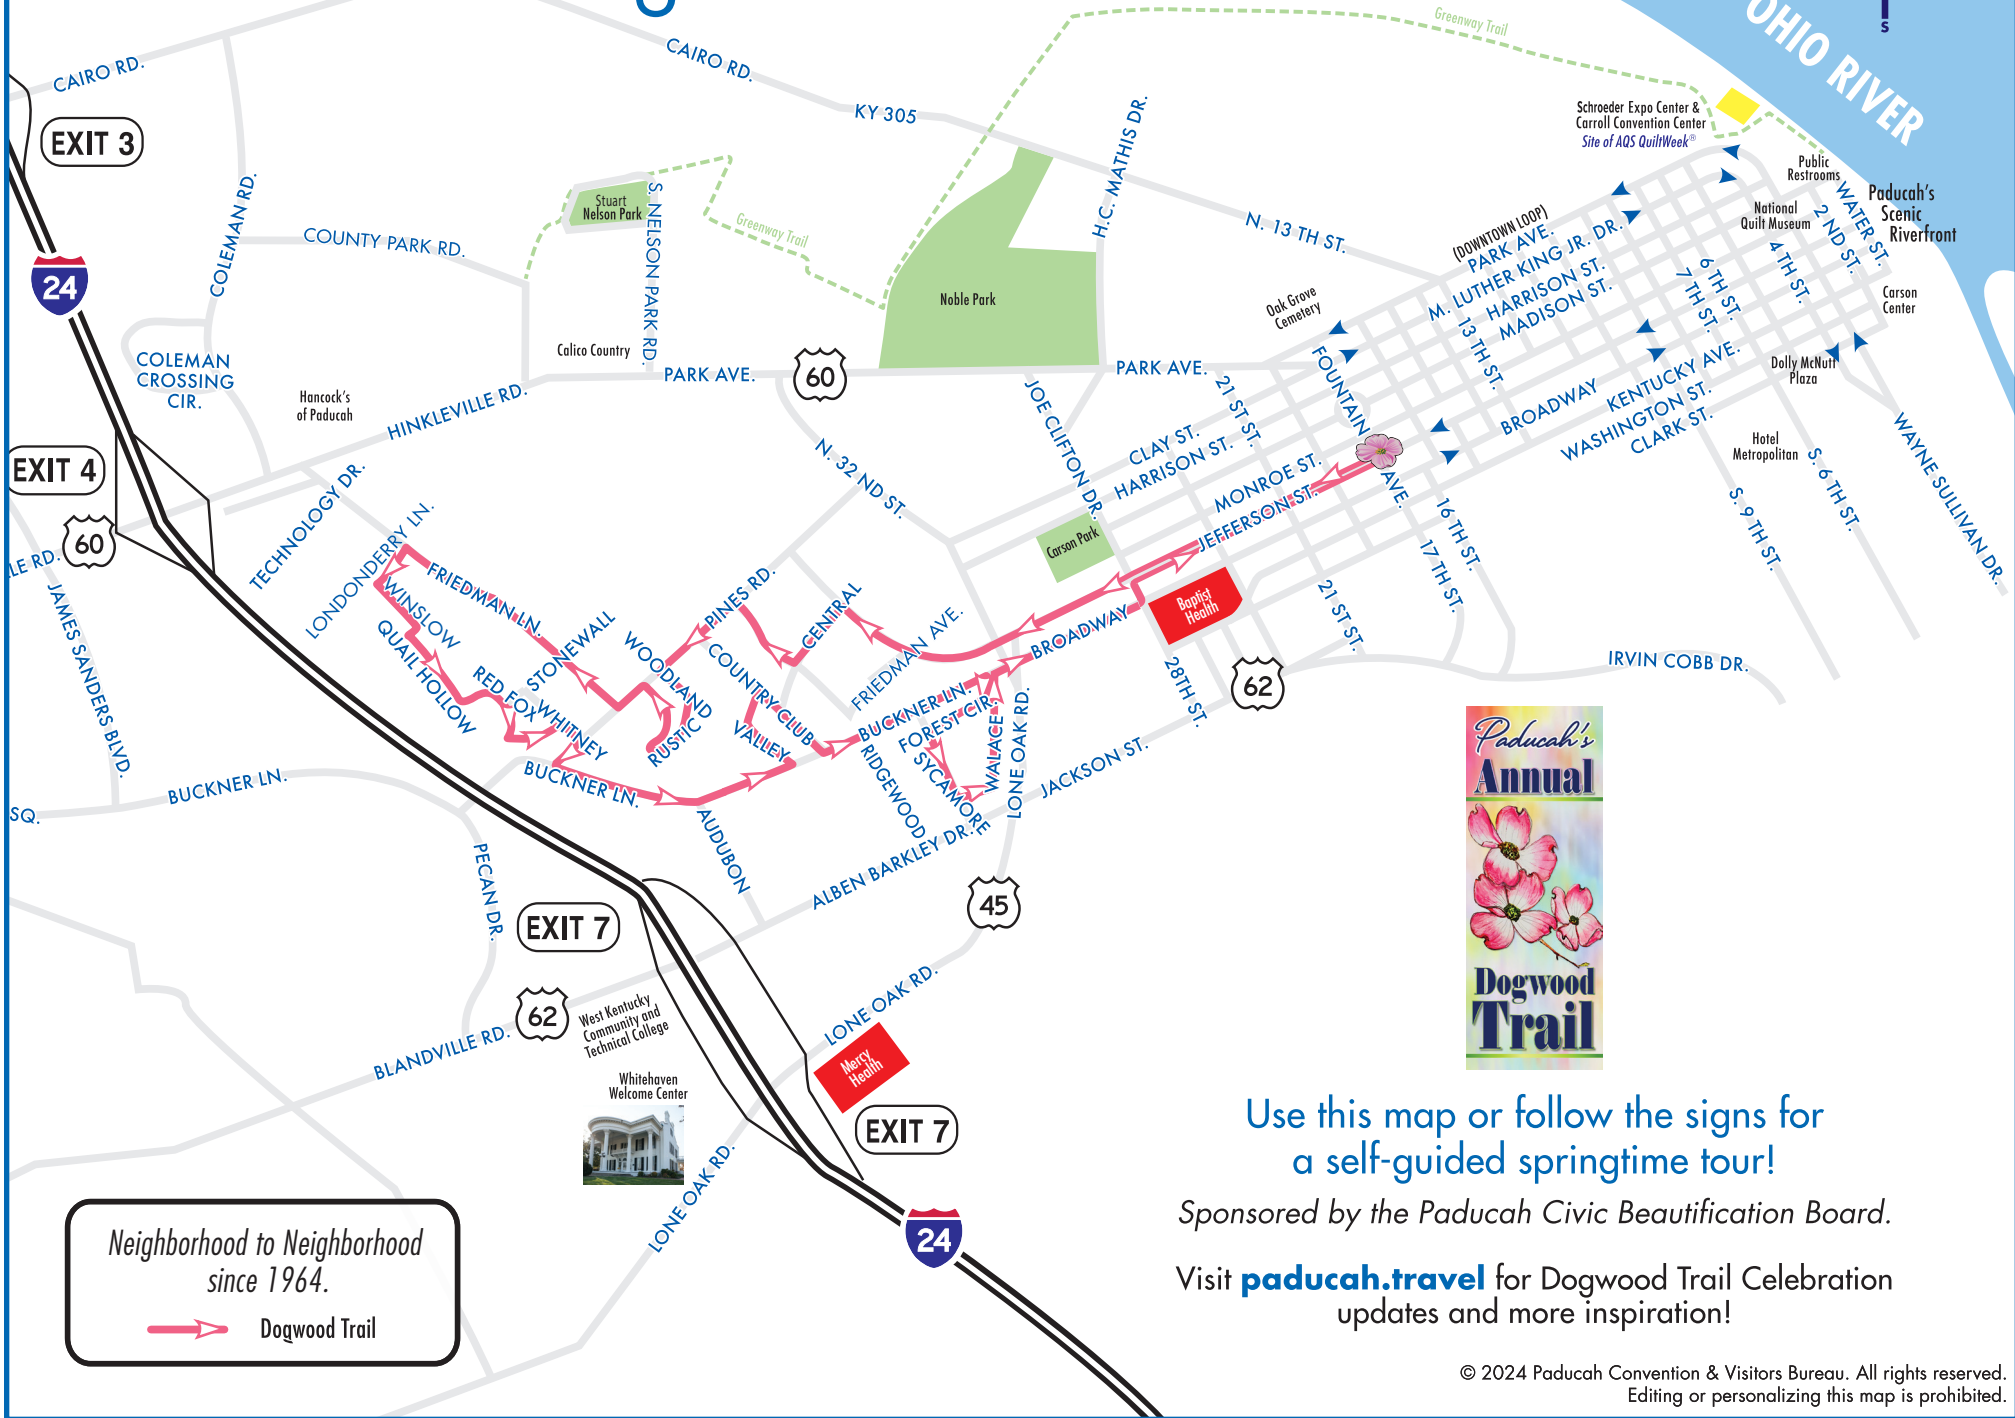 S
OHIO RIVER
Greenway Trail
CAIRO RD.
CAIRO RD.
KY 305
EXIT 3
H.C. MATHIS DR.
Schroeder Expo Center &
Carroll Convention Center
Site of AQS QuiltWeek®
Public
Restrooms
WATER ST.
Paducah's
Scenic
Riverfront
COLEMAN RD.
Stuart
Nelson Park
S. NELSON PARK RD.
Greenway Trail
N. 13 TH ST.
(DOWNTOWN LOOP)
PARK AVE.
M. LUTHER KING JR. DR.
HARRISON ST.
MADISON ST.
National
Quilt Museum
2 ND ST.
4 TH ST.
6 TH ST.
7 TH ST.
13 TH ST.
COUNTY PARK RD.
24
Noble Park
Oak Grove
Cemetery
Carson
Center
COLEMAN
CROSSING
CIR.
Calico Country
PARK AVE.
60
PARK AVE.
FOUNTAIN
AVE.
Dolly McNutt
Plaza
Hancock's
of Paducah
HINKLEVILLE RD.
JOE CLIFTON DR.
21 ST ST.
BROADWAY
KENTUCKY AVE.
WASHINGTON ST.
CLARK ST.
WAYNE SULLIVAN DR.
EXIT 4
N. 32 ND ST.
CLAY ST.
HARRISON ST.
MONROE ST.
JEFFERSON ST.
Hotel
Metropolitan
S. 6 TH ST.
S. 9 TH ST.
60
LE RD.
TECHNOLOGY DR.
LONDONDERRY LN.
Carson Park
16 TH ST.
17 TH ST.
21 ST ST.
JAMES SANDERS BLVD.
FRIEDMAN LN.
WINSLOW
QUAIL HOLLOW
RED FOX
STONEWALL
WHITNEY
WOODLAND
PINES RD.
COUNTRY CLUB
CENTRAL
FRIEDMAN AVE.
BROADWAY
Baptist
Health
28TH ST.
62
IRVIN COBB DR.
RUSTIC
VALLEY
BUCKNER LN.
FOREST CIR.
RIDGEWOOD
SYCAMORE
WALACE
LONE OAK RD.
JACKSON ST.
BUCKNER LN.
BUCKNER LN.
SQ.
PECAN DR.
AUDUBON
ALBEN BARKLEY DR.
45
EXIT 7
62
BLANDVILLE RD.
West Kentucky
Community and
Technical College
LONE OAK RD.
Mercy
Health
Whitehaven
Welcome Center
EXIT 7
LONE OAK RD.
24
Paducah's
Annual
Dogwood
Trail
Use this map or follow the signs for
a self-guided springtime tour!
Sponsored by the Paducah Civic Beautification Board.
Visit paducah.travel for Dogwood Trail Celebration
updates and more inspiration!
Neighborhood to Neighborhood
since 1964.
Dogwood Trail
© 2024 Paducah Convention & Visitors Bureau. All rights reserved.
Editing or personalizing this map is prohibited.